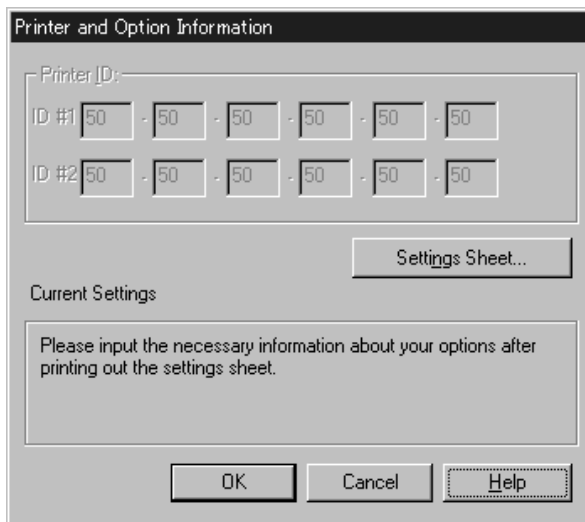 Printer and Option Information
Printer ID:
ID #1 50 - 50 - 50 - 50 - 50 - 50
ID #2 50 - 50 - 50 - 50 - 50 - 50
Settings Sheet...
Current Settings
Please input the necessary information about your options after
printing out the settings sheet.
OK Cancel Help